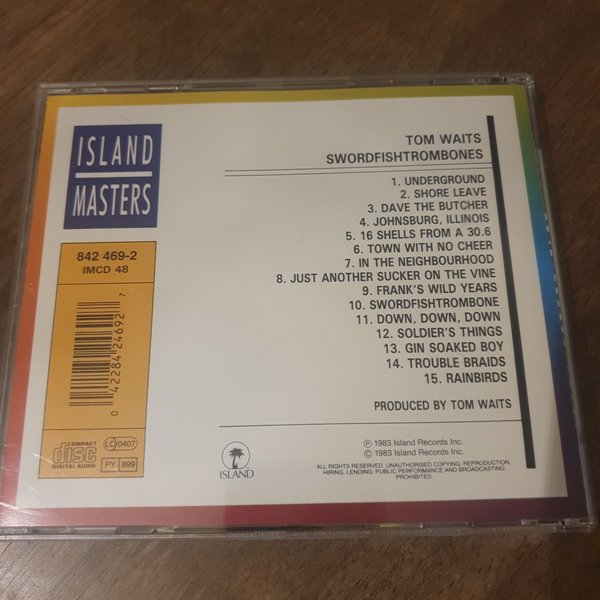 ISLAND
MASTERS
842 469-2
IMCD 48
0 42284 24692 7
COMPACT
disc
DIGITAL AUDIO
LC 0407
PY 899
TOM WAITS
SWORDFISHTROMBONES
1. UNDERGROUND
2. SHORE LEAVE
3. DAVE THE BUTCHER
4. JOHNSBURG, ILLINOIS
5. 16 SHELLS FROM A 30.6
6. TOWN WITH NO CHEER
7. IN THE NEIGHBOURHOOD
8. JUST ANOTHER SUCKER ON THE VINE
9. FRANK'S WILD YEARS
10. SWORDFISHTROMBONE
11. DOWN, DOWN, DOWN
12. SOLDIER'S THINGS
13. GIN SOAKED BOY
14. TROUBLE BRAIDS
15. RAINBIRDS
PRODUCED BY TOM WAITS
ISLAND
℗ 1983 Island Records Inc.
© 1983 Island Records Inc.
ALL RIGHTS RESERVED. UNAUTHORISED COPYING, REPRODUCTION,
HIRING, LENDING, PUBLIC PERFORMANCE AND BROADCASTING
PROHIBITED